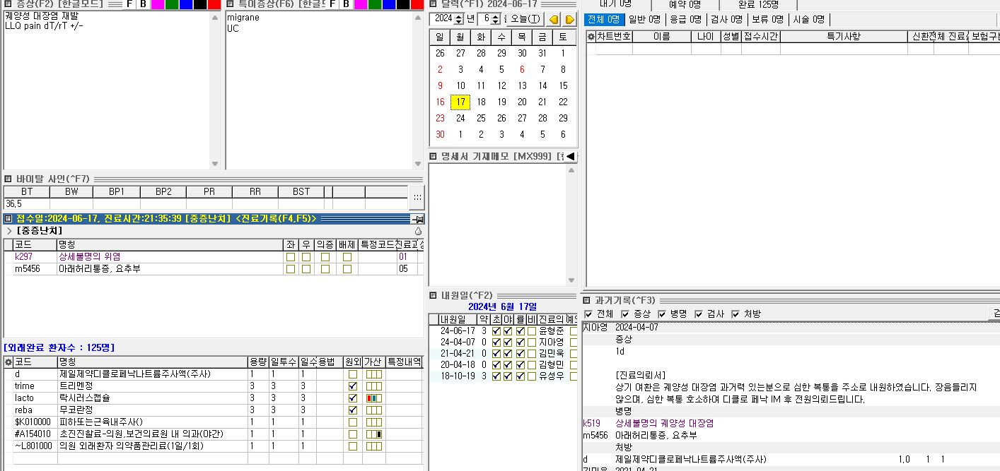 증상(F2) [한글모드] F B
궤양성 대장염 재발
LLQ pain dT/rT +/-
특이증상(F6) [한글모 F B
migrane
UC
바이탈 사인(^F7)
BT BW BP1 BP2 PR RR BST
36.5
접수일:2024-06-17, 진료시간:21:35:39 [중증난치] <진료기록(F4,F5)>
[중증난치]
코드 명칭 좌 우 의증 배제 특정코드 진료과
k297 상세불명의 위염 01
m5456 아래허리통증, 요추부 05
[외래완료 환자수 : 125명]
코드 명칭 용량 일투수 일수 용법 원외 가산 특정내역
d 제일제약디클로페낙나트륨주사액(주사) 1 1 1
trime 트리멘정 3 3 3
lacto 락시러스캡슐 3 3 3
reba 무코란정 3 3 3
$K010000 피하또는근육내주사() 1 1 1
#A154010 초진진찰료-의원,보건의료원 내 의과(야간) 1 1 1
~L801000 의원 외래환자 의약품관리료(1일/1회) 1 1 1
달력(^F1) 2024-06-17
2024 년 6 오늘(T)
일 월 화 수 목 금 토
26 27 28 29 30 31 1
2 3 4 5 6 7 8
9 10 11 12 13 14 15
16 17 18 19 20 21 22
23 24 25 26 27 28 29
30 1 2 3 4 5 6
명세서 기재메모 [MX999]
내원일(^F2)
2024년 6월 17일
내원일 약 초 야 률 비 진료의 예약
24-06-17 3 윤형준
24-04-07 0 지아영
21-04-21 0 김민욱
20-04-18 0 김형민
18-10-19 3 유성우
대기 0명 예약 0명 완료 125명
전체 0명 일반 0명 응급 0명 검사 0명 보류 0명 시술 0명
차트번호 이름 나이 성별 접수시간 특기사항 신환 전체 진료실 보험구분
과거기록(^F3)
전체 증상 병명 검사 처방
지아영 2024-04-07
증상
1d
[진료의뢰서]
상기 여환은 궤양성 대장염 과거력 있는분으로 심한 복통을 주소로 내원하였습니다. 장음들리지
않으며, 심한 복통 호소하여 디클로 페낙 IM 후 전원의뢰드립니다.
병명
k519 상세불명의 궤양성 대장염
m5456 아래허리통증, 요추부
처방
d 제일제약디클로페낙나트륨주사액(주사) 1.0 1 1
김민욱 2021-04-21